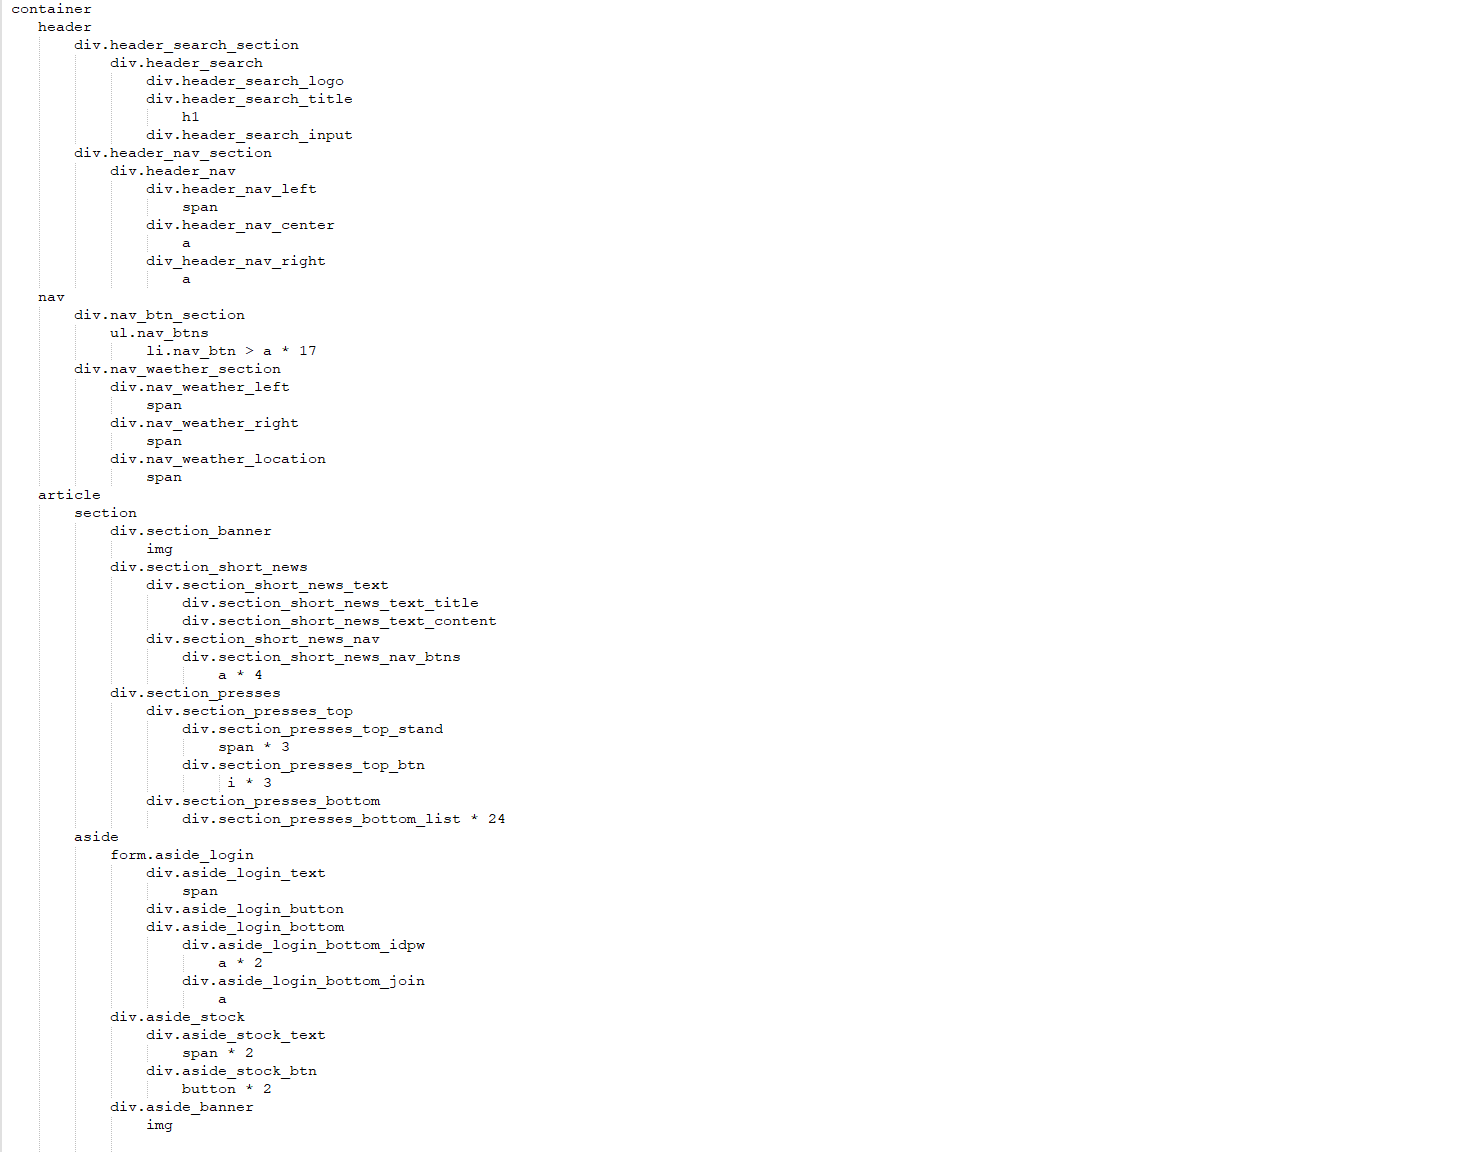 container
header
div.header_search_section
div.header_search
div.header_search_logo
div.header_search_title
h1
div.header_search_input
div.header_nav_section
div.header_nav
div.header_nav_left
span
div.header_nav_center
a
div_header_nav_right
a
nav
div.nav_btn_section
ul.nav_btns
li.nav_btn > a * 17
div.nav_waether_section
div.nav_weather_left
span
div.nav_weather_right
span
div.nav_weather_location
span
article
section
div.section_banner
img
div.section_short_news
div.section_short_news_text
div.section_short_news_text_title
div.section_short_news_text_content
div.section_short_news_nav
div.section_short_news_nav_btns
a * 4
div.section_presses
div.section_presses_top
div.section_presses_top_stand
span * 3
div.section_presses_top_btn
i * 3
div.section_presses_bottom
div.section_presses_bottom_list * 24
aside
form.aside_login
div.aside_login_text
span
div.aside_login_button
div.aside_login_bottom
div.aside_login_bottom_idpw
a * 2
div.aside_login_bottom_join
a
div.aside_stock
div.aside_stock_text
span * 2
div.aside_stock_btn
button * 2
div.aside_banner
img